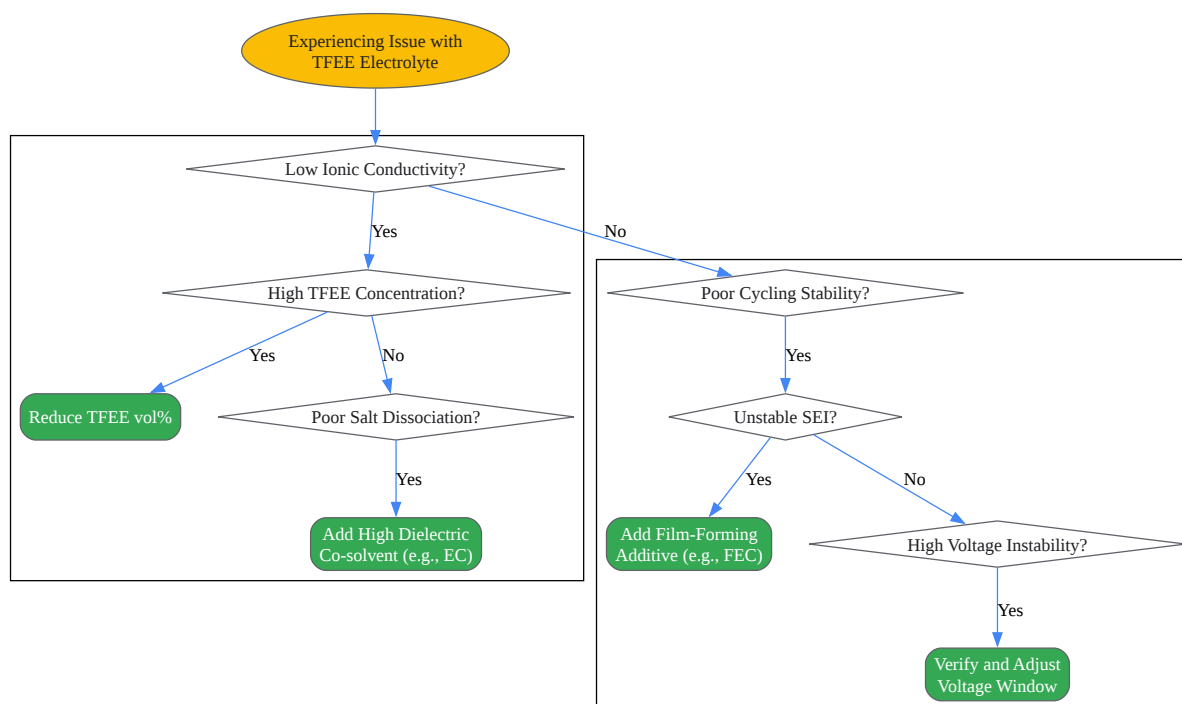 Experiencing Issue with
TFEE Electrolyte
Low Ionic Conductivity?
Yes
No
High TFEE Concentration?
Poor Cycling Stability?
Yes
No
Yes
Reduce TFEE vol%
Poor Salt Dissociation?
Unstable SEI?
Yes
Yes
No
Add High Dielectric
Co-solvent (e.g., EC)
Add Film-Forming
Additive (e.g., FEC)
High Voltage Instability?
Yes
Verify and Adjust
Voltage Window